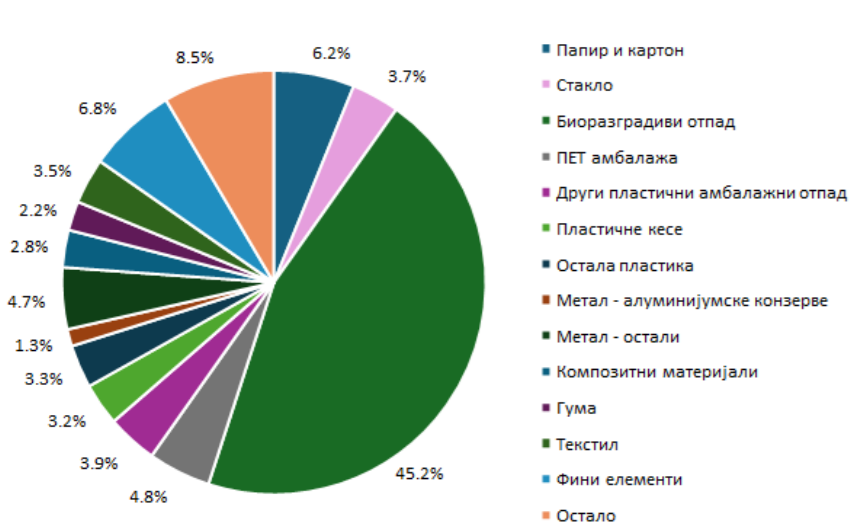 8.5%
6.2%
3.7%
6.8%
3.5%
2.2%
2.8%
4.7%
1.3%
3.3%
3.2%
3.9%
4.8%
45.2%
Папир и картон
Стакло
Биоразградиви отпад
ПЕТ амбалажа
Други пластични амбалажни отпад
Пластичне кесе
Остала пластика
Метал - алуминијумске конзерве
Метал - остали
Композитни материјали
Гума
Текстил
Фини елементи
Остало